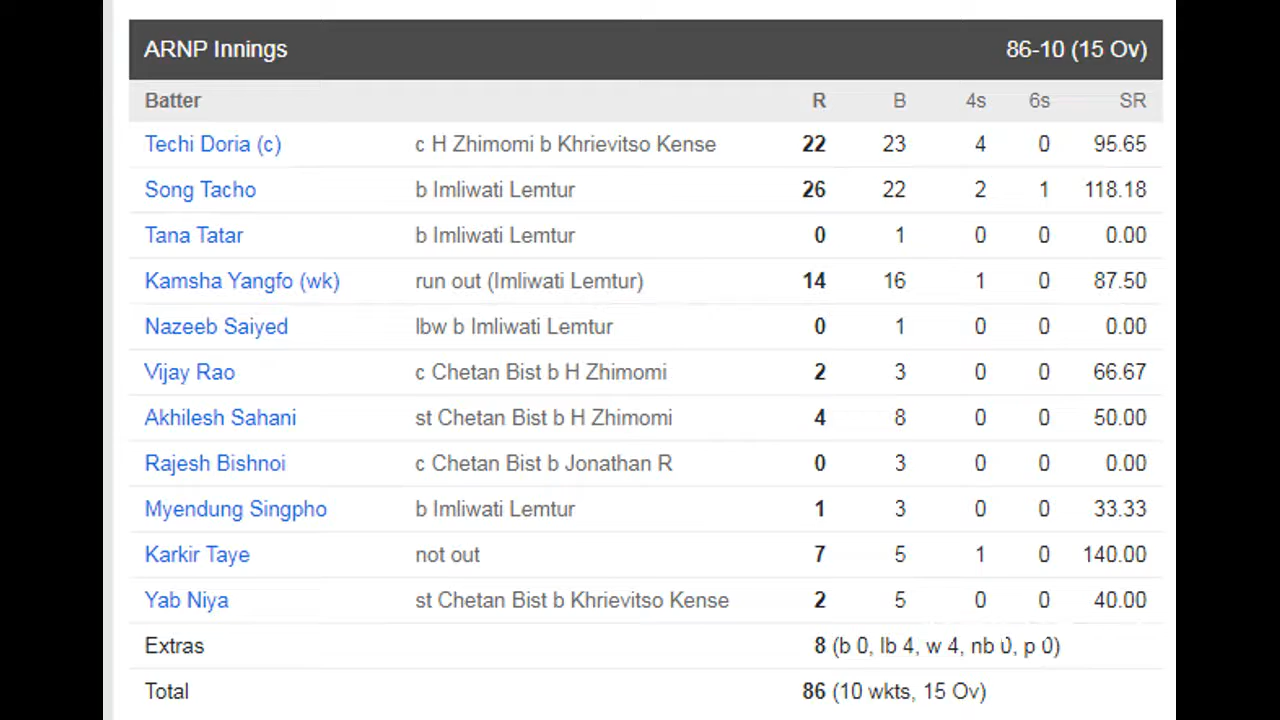 ARNP Innings 86-10 (15 Ov)
Batter R B 4s 6s SR
Techi Doria (c) c H Zhimomi b Khrievitso Kense 22 23 4 0 95.65
Song Tacho b Imliwati Lemtur 26 22 2 1 118.18
Tana Tatar b Imliwati Lemtur 0 1 0 0 0.00
Kamsha Yangfo (wk) run out (Imliwati Lemtur) 14 16 1 0 87.50
Nazeeb Saiyed lbw b Imliwati Lemtur 0 1 0 0 0.00
Vijay Rao c Chetan Bist b H Zhimomi 2 3 0 0 66.67
Akhilesh Sahani st Chetan Bist b H Zhimomi 4 8 0 0 50.00
Rajesh Bishnoi c Chetan Bist b Jonathan R 0 3 0 0 0.00
Myendung Singpho b Imliwati Lemtur 1 3 0 0 33.33
Karkir Taye not out 7 5 1 0 140.00
Yab Niya st Chetan Bist b Khrievitso Kense 2 5 0 0 40.00
Extras 8 (b 0, lb 4, w 4, nb 0, p 0)
Total 86 (10 wkts, 15 Ov)